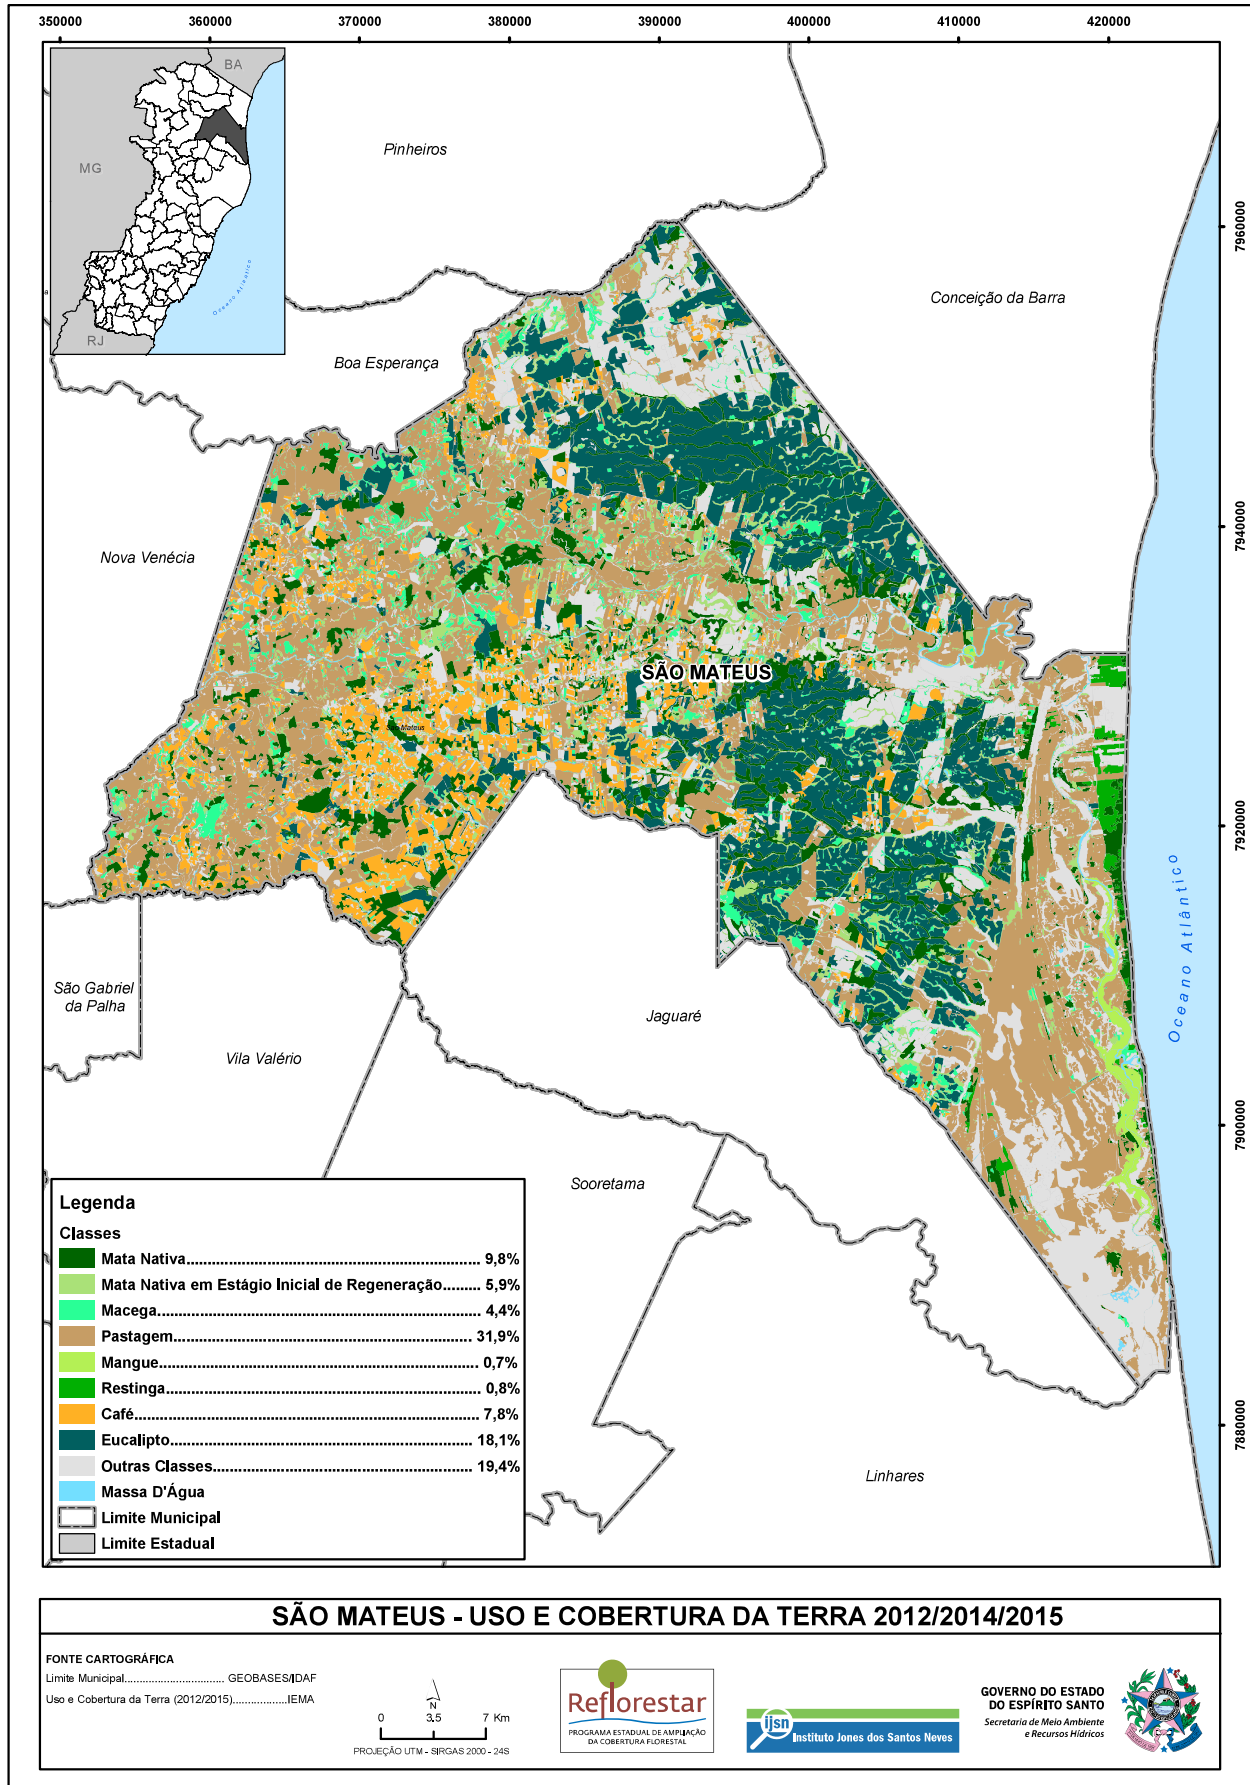 350000 360000 370000 380000 390000 400000 410000 420000
BA
MG
RJ
Oceano Atlântico
Pinheiros
7960000
Conceição da Barra
Boa Esperança
7940000
Nova Venécia
SÃO MATEUS
São Mateus
7920000
Oceano Atlântico
São Gabriel
da Palha
Jaguaré
Vila Valério
7900000
Sooretama
Legenda
Classes
Mata Nativa........................................................................ 9,8%
Mata Nativa em Estágio Inicial de Regeneração......... 5,9%
Macega............................................................................... 4,4%
Pastagem........................................................................... 31,9%
Mangue............................................................................... 0,7%
Restinga............................................................................. 0,8%
Café..................................................................................... 7,8%
Eucalipto............................................................................ 18,1%
Outras Classes................................................................. 19,4%
Massa D'Água
Limite Municipal
Limite Estadual
7880000
Linhares
SÃO MATEUS - USO E COBERTURA DA TERRA 2012/2014/2015
FONTE CARTOGRÁFICA
Limite Municipal.................................. GEOBASES/IDAF
Uso e Cobertura da Terra (2012/2015)..................IEMA
N
0 3,5 7 Km
PROJEÇÃO UTM - SIRGAS 2000 - 24S
Reflorestar
PROGRAMA ESTADUAL DE AMPLIAÇÃO
DA COBERTURA FLORESTAL
ijsn
Instituto Jones dos Santos Neves
GOVERNO DO ESTADO
DO ESPÍRITO SANTO
Secretaria de Meio Ambiente
e Recursos Hídricos